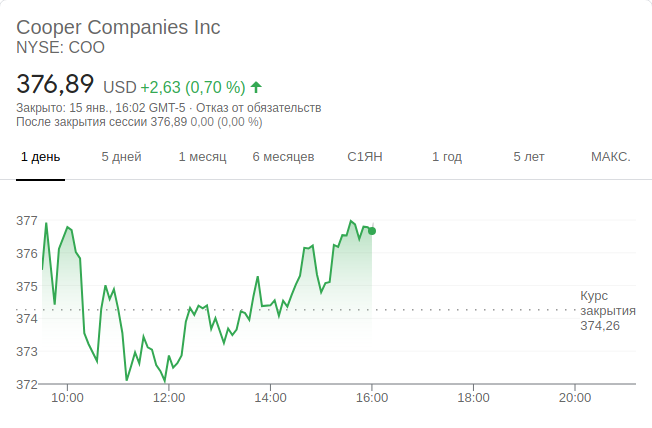 Cooper Companies Inc
NYSE: COO
376,89 USD +2,63 (0,70 %)
Закрыто: 15 янв., 16:02 GMT-5 · Отказ от обязательств
После закрытия сессии 376,89 0,00 (0,00 %)
1 день 5 дней 1 месяц 6 месяцев С1ЯН 1 год 5 лет МАКС.
377
376
375
Курс
374 закрытия
374,26
373
372
10:00 12:00 14:00 16:00 18:00 20:00